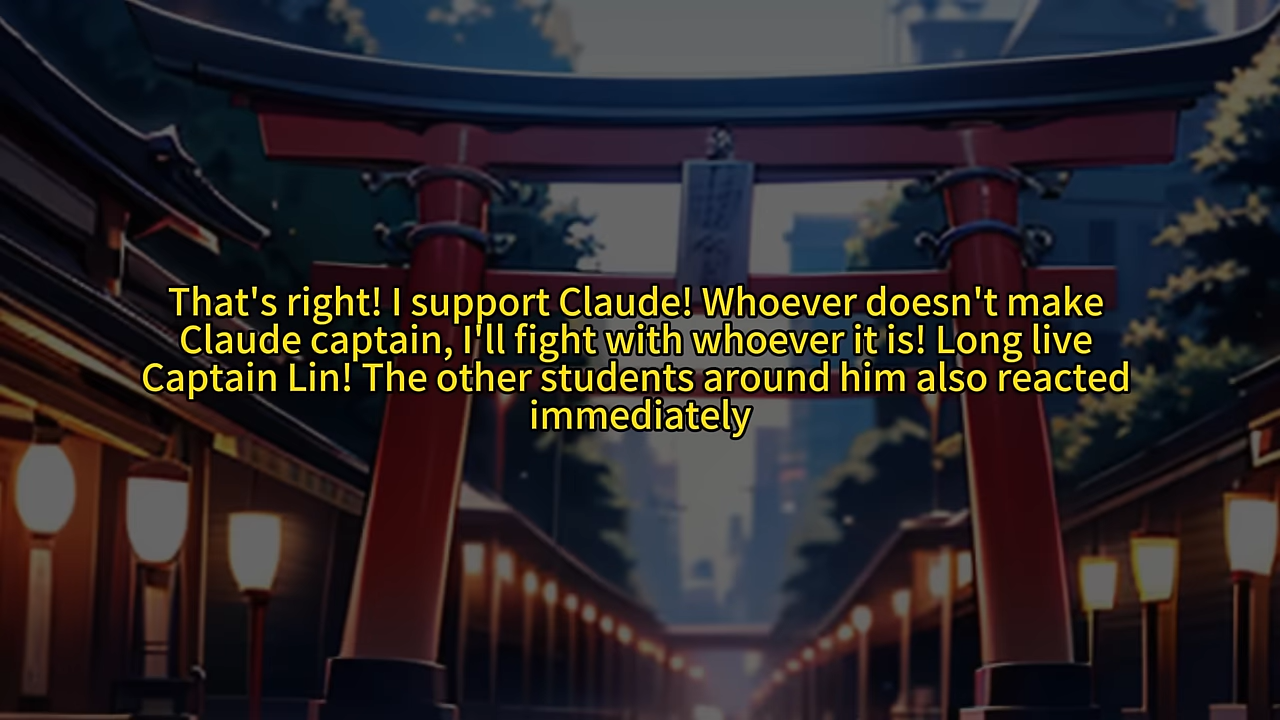 That's right! I support Claude! Whoever doesn't make
Claude captain, I'll fight with whoever it is! Long live
Captain Lin! The other students around him also reacted
immediately